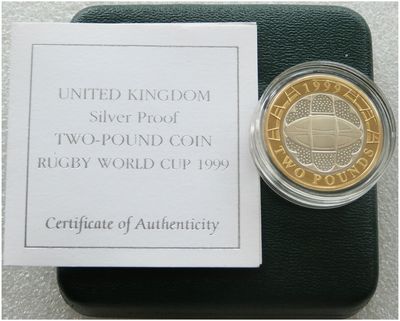 UNITED KINGDOM
Silver Proof
TWO-POUND COIN
RUGBY WORLD CUP 1999
Certificate of Authenticity
1999
TWO POUNDS